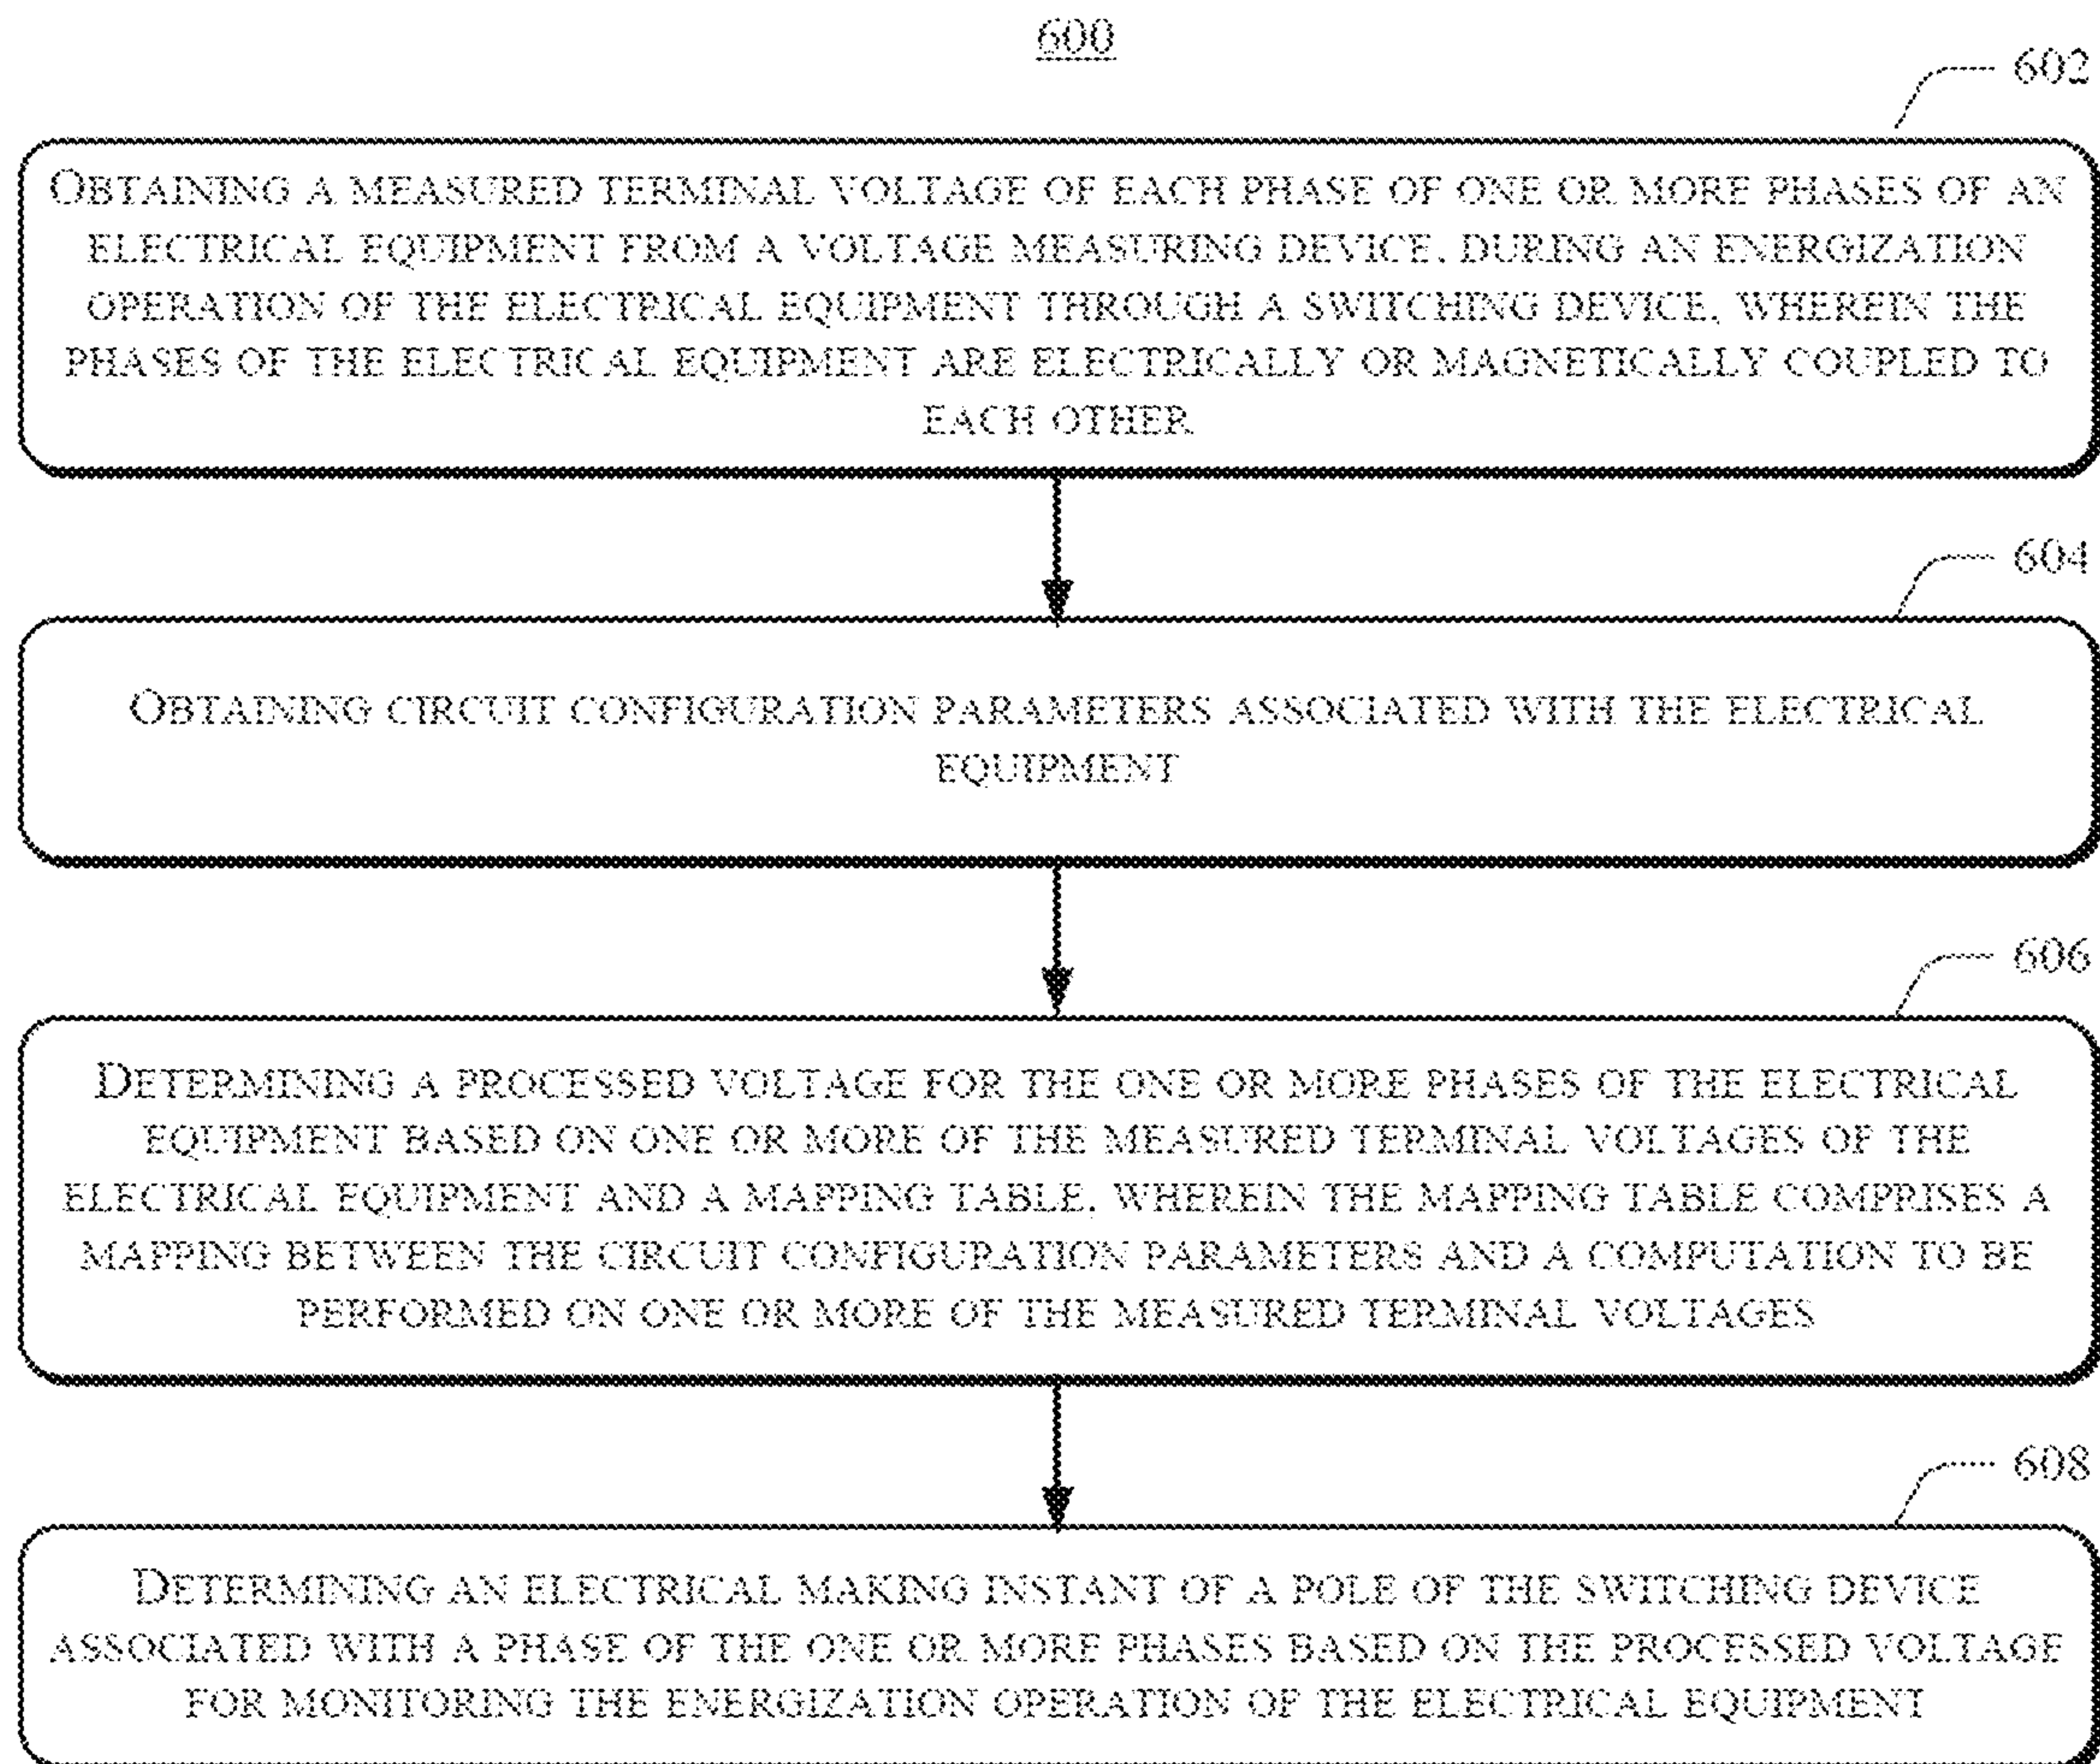 600
602
OBTAINING A MEASURED TERMINAL VOLTAGE OF EACH PHASE OF ONE OR MORE PHASES OF AN
ELECTRICAL EQUIPMENT FROM A VOLTAGE MEASURING DEVICE, DURING AN ENERGIZATION
OPERATION OF THE ELECTRICAL EQUIPMENT THROUGH A SWITCHING DEVICE, WHEREIN THE
PHASES OF THE ELECTRICAL EQUIPMENT ARE ELECTRICALLY OR MAGNETICALLY COUPLED TO
EACH OTHER
604
OBTAINING CIRCUIT CONFIGURATION PARAMETERS ASSOCIATED WITH THE ELECTRICAL
EQUIPMENT
606
DETERMINING A PROCESSED VOLTAGE FOR THE ONE OR MORE PHASES OF THE ELECTRICAL
EQUIPMENT BASED ON ONE OR MORE OF THE MEASURED TERMINAL VOLTAGES OF THE
ELECTRICAL EQUIPMENT AND A MAPPING TABLE, WHEREIN THE MAPPING TABLE COMPRISES A
MAPPING BETWEEN THE CIRCUIT CONFIGURATION PARAMETERS AND A COMPUTATION TO BE
PERFORMED ON ONE OR MORE OF THE MEASURED TERMINAL VOLTAGES
608
DETERMINING AN ELECTRICAL MAKING INSTANT OF A POLE OF THE SWITCHING DEVICE
ASSOCIATED WITH A PHASE OF THE ONE OR MORE PHASES BASED ON THE PROCESSED VOLTAGE
FOR MONITORING THE ENERGIZATION OPERATION OF THE ELECTRICAL EQUIPMENT